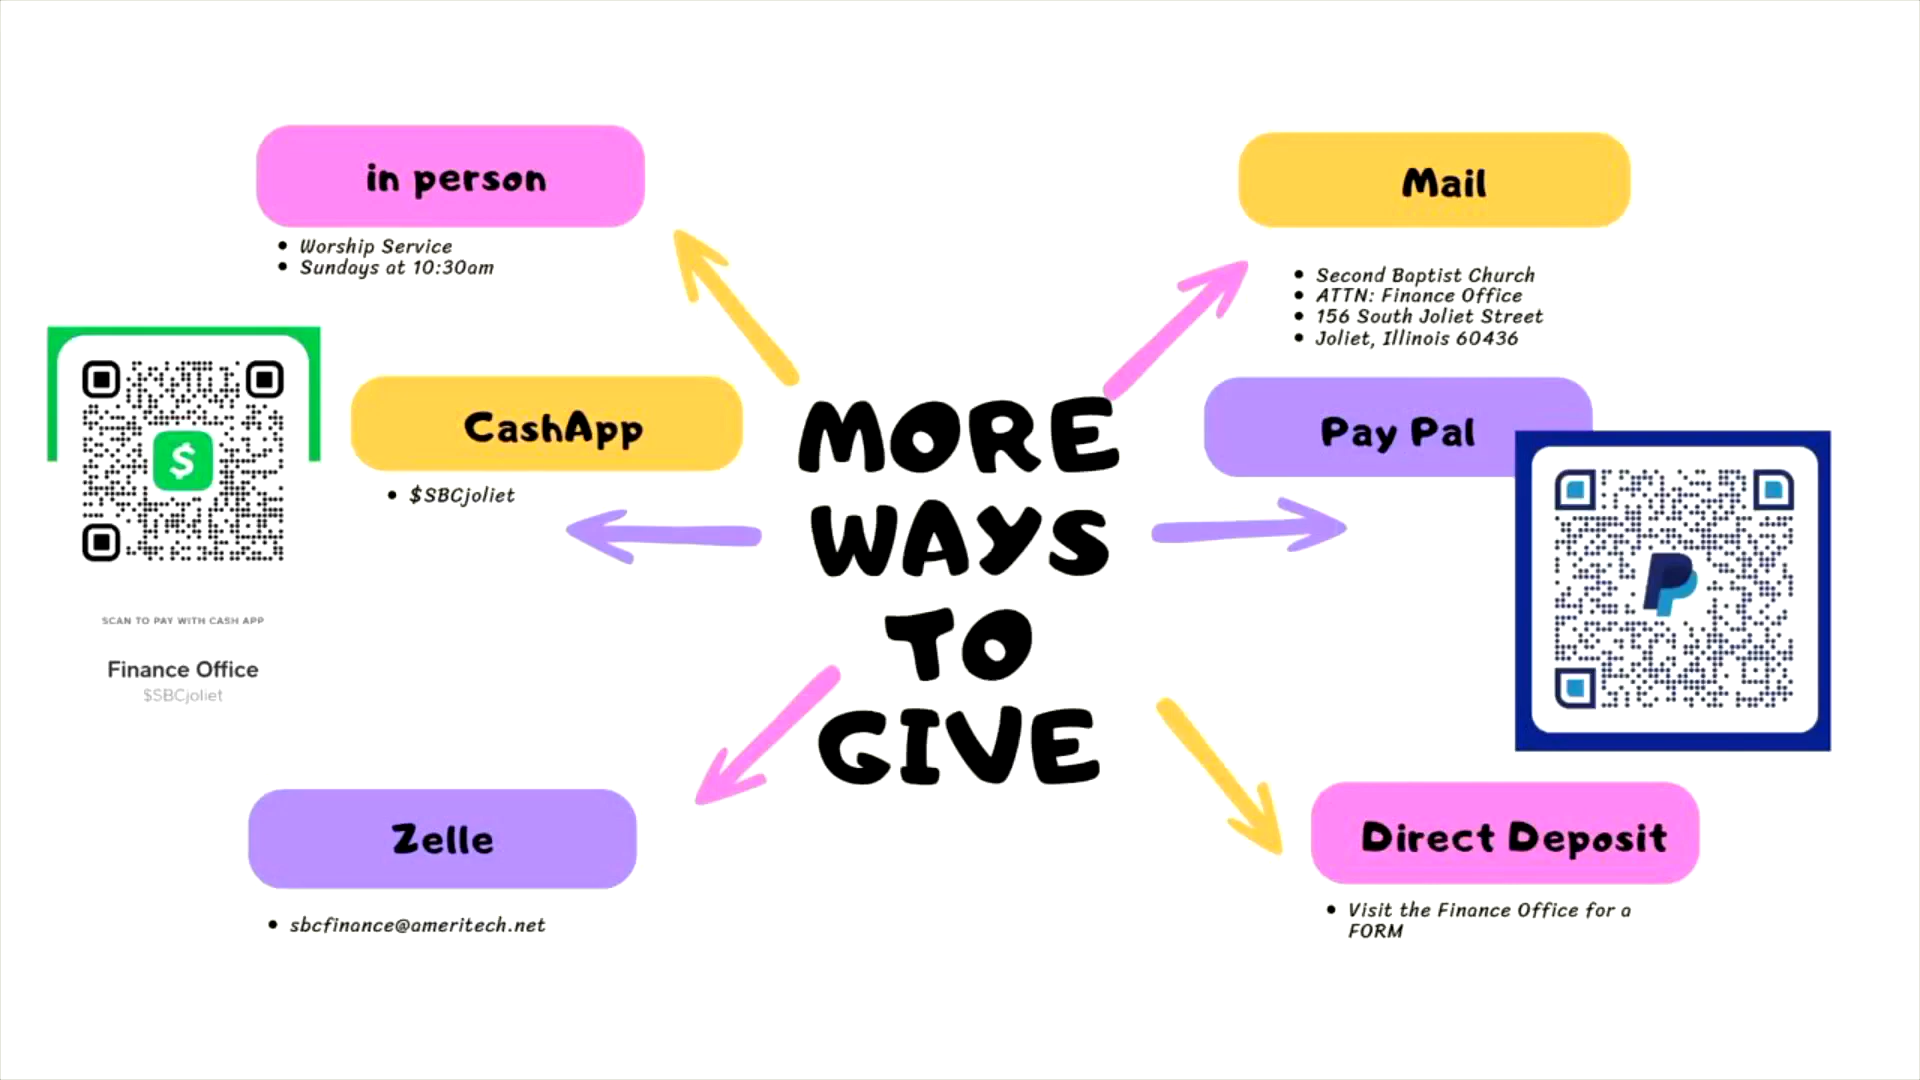 in person
• Worship Service
• Sundays at 10:30am
Mail
• Second Baptist Church
• ATTN: Finance Office
• 156 South Joliet Street
• Joliet, Illinois 60436
CashApp
• $SBCjoliet
$
SCAN TO PAY WITH CASH APP
Finance Office
$SBCjoliet
MORE
WAYS
TO
GIVE
Pay Pal
P
Zelle
• sbcfinance@ameritech.net
Direct Deposit
• Visit the Finance Office for a
FORM